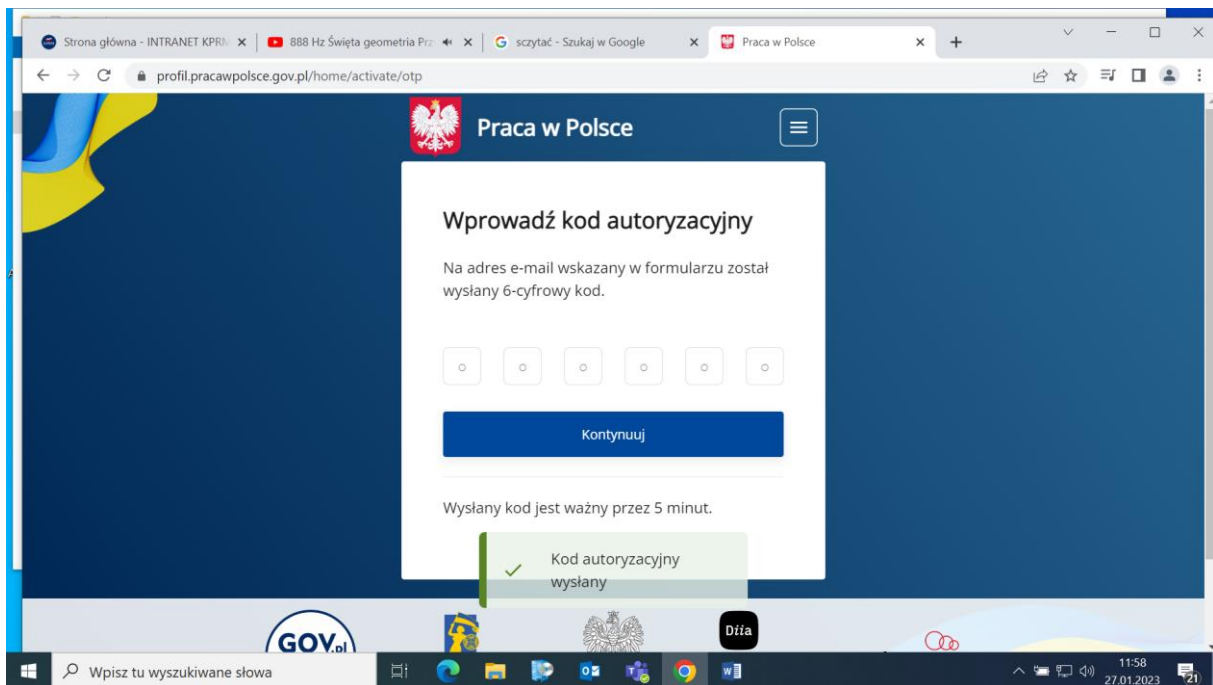 Strona główna - INTRANET KPRM
888 Hz Święta geometria Prz
sczytać - Szukaj w Google
Praca w Polsce
profil.pracawpolsce.gov.pl/home/activate/otp
Praca w Polsce
Wprowadź kod autoryzacyjny
Na adres e-mail wskazany w formularzu został
wysłany 6-cyfrowy kod.
Kontynuuj
Wysłany kod jest ważny przez 5 minut.
Kod autoryzacyjny
wysłany
GOV.pl
Diia
Wpisz tu wyszukiwane słowa
11:58
27.01.2023
21